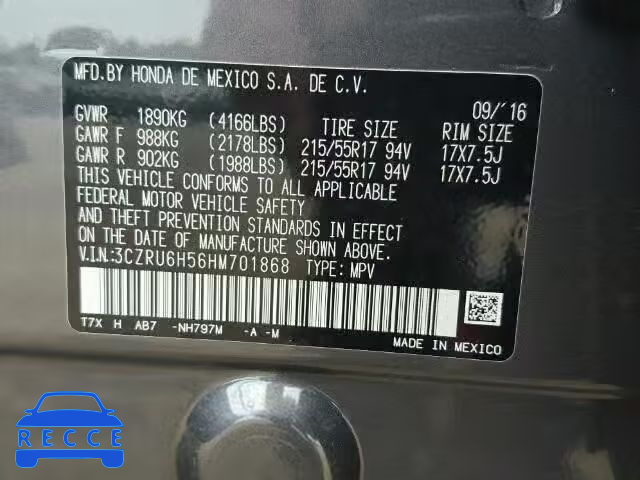 MFD.BY HONDA DE MEXICO S.A. DE C.V.
09/'16
GVWR 1890KG (4166LBS) TIRE SIZE RIM SIZE
GAWR F 988KG (2178LBS) 215/55R17 94V 17X7.5J
GAWR R 902KG (1988LBS) 215/55R17 94V 17X7.5J
THIS VEHICLE CONFORMS TO ALL APPLICABLE
FEDERAL MOTOR VEHICLE SAFETY
AND THEFT PREVENTION STANDARDS IN EFFECT
ON THE DATE OF MANUFACTURE SHOWN ABOVE.
V.I.N:3CZRU6H56HM701868 TYPE: MPV
T7X H AB7 -NH797M -A -M
MADE IN MEXICO
RECCE